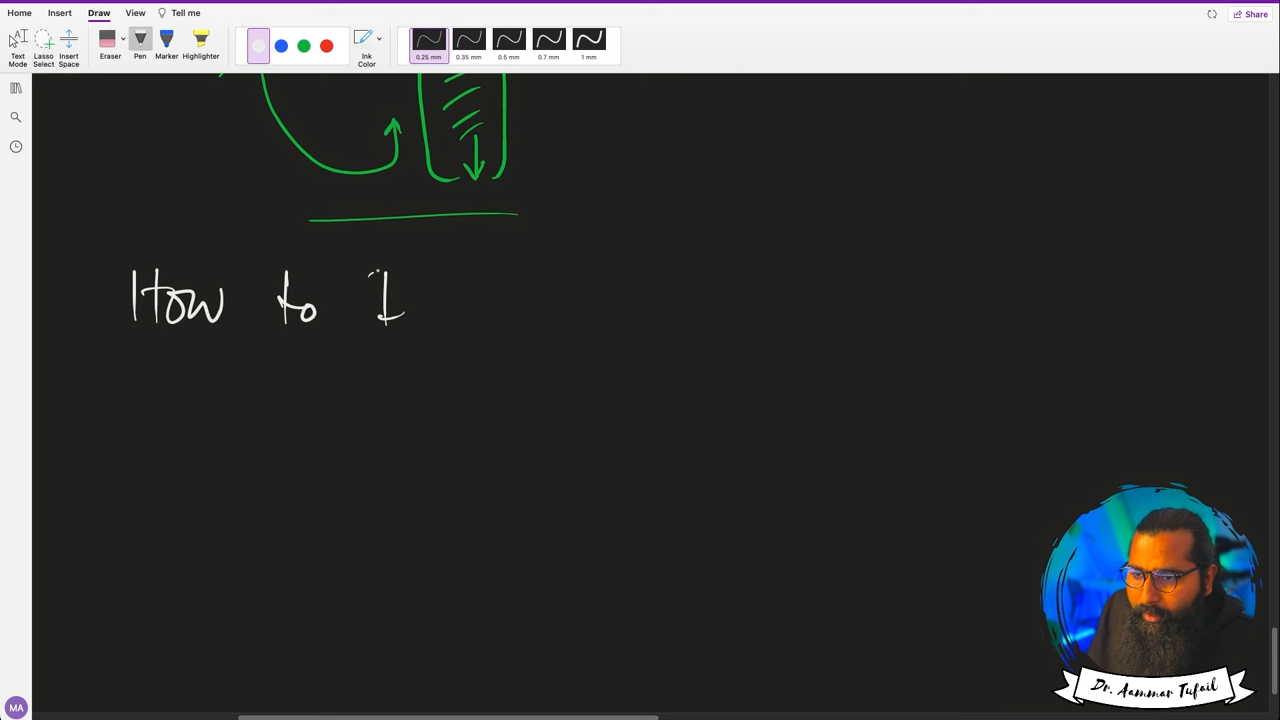 Home Insert Draw View Tell me Share
Text Mode Lasso Select Insert Space Eraser Pen Marker Highlighter Ink Color 0.25 mm 0.35 mm 0.5 mm 0.7 mm 1 mm
How to I
Dr. Aammar Tufail
MA